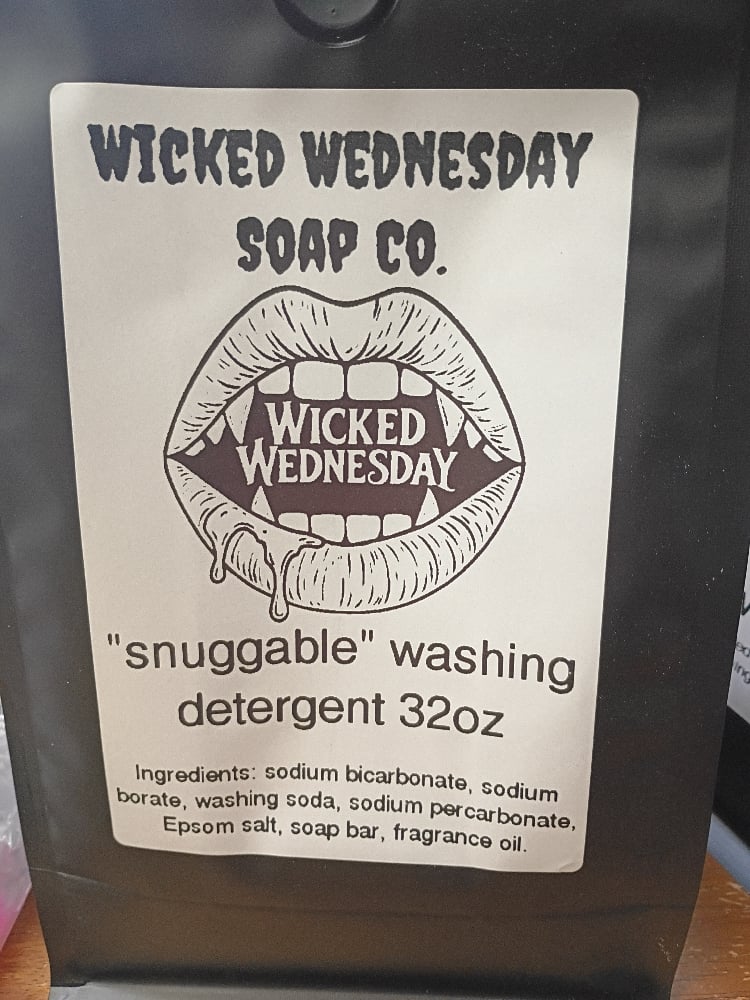 WICKED WEDNESDAY
SOAP CO.
WICKED
WEDNESDAY
"snuggable" washing
detergent 32oz
Ingredients: sodium bicarbonate, sodium
borate, washing soda, sodium percarbonate,
Epsom salt, soap bar, fragrance oil.